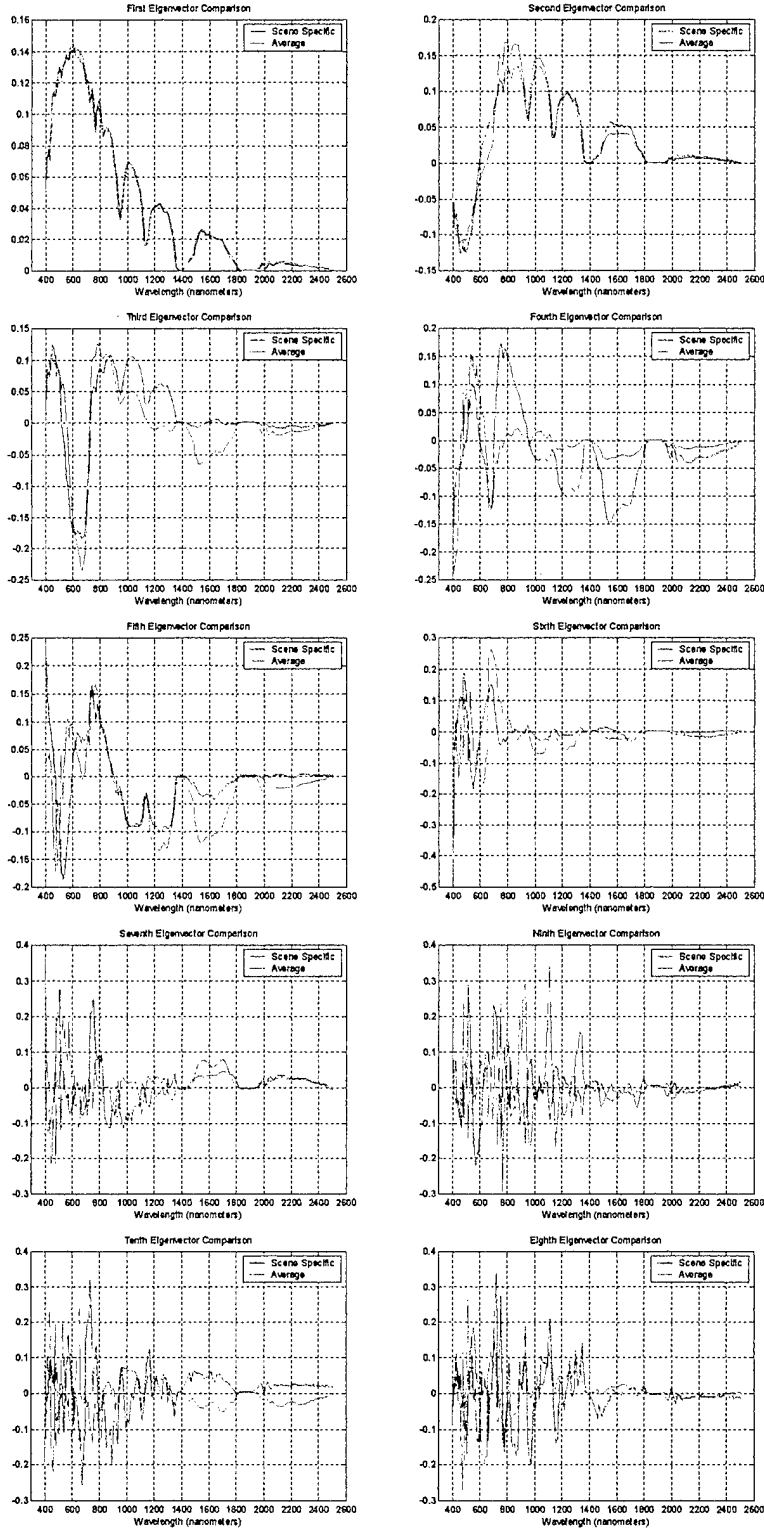 First Eigenvector Comparison
Scene Specific
Average
0.16
0.14
0.12
0.1
0.08
0.06
0.04
0.02
0
400 600 800 1000 1200 1400 1600 1800 2000 2200 2400 2600
Wavelength (nanometers)
Second Eigenvector Comparison
Scene Specific
Average
0.2
0.15
0.1
0.05
0
-0.05
-0.1
-0.15
400 600 800 1000 1200 1400 1600 1800 2000 2200 2400 2600
Wavelength (nanometers)
Third Eigenvector Comparison
Scene Specific
Average
0.15
0.1
0.05
0
-0.05
-0.1
-0.15
-0.2
-0.25
400 600 800 1000 1200 1400 1600 1800 2000 2200 2400 2600
Wavelength (nanometers)
Fourth Eigenvector Comparison
Scene Specific
Average
0.2
0.15
0.1
0.05
0
-0.05
-0.1
-0.15
-0.2
-0.25
400 600 800 1000 1200 1400 1600 1800 2000 2200 2400 2600
Wavelength (nanometers)
Fifth Eigenvector Comparison
Scene Specific
Average
0.25
0.2
0.15
0.1
0.05
0
-0.05
-0.1
-0.15
-0.2
400 600 800 1000 1200 1400 1600 1800 2000 2200 2400 2600
Wavelength (nanometers)
Sixth Eigenvector Comparison
Scene Specific
Average
0.3
0.2
0.1
0
-0.1
-0.2
-0.3
-0.4
-0.5
400 600 800 1000 1200 1400 1600 1800 2000 2200 2400 2600
Wavelength (nanometers)
Seventh Eigenvector Comparison
Scene Specific
Average
0.4
0.3
0.2
0.1
0
-0.1
-0.2
-0.3
400 600 800 1000 1200 1400 1600 1800 2000 2200 2400 2600
Wavelength (nanometers)
Ninth Eigenvector Comparison
Scene Specific
Average
0.4
0.3
0.2
0.1
0
-0.1
-0.2
-0.3
400 600 800 1000 1200 1400 1600 1800 2000 2200 2400 2600
Wavelength (nanometers)
Tenth Eigenvector Comparison
Scene Specific
Average
0.4
0.3
0.2
0.1
0
-0.1
-0.2
-0.3
400 600 800 1000 1200 1400 1600 1800 2000 2200 2400 2600
Wavelength (nanometers)
Eighth Eigenvector Comparison
Scene Specific
Average
0.4
0.3
0.2
0.1
0
-0.1
-0.2
-0.3
400 600 800 1000 1200 1400 1600 1800 2000 2200 2400 2600
Wavelength (nanometers)